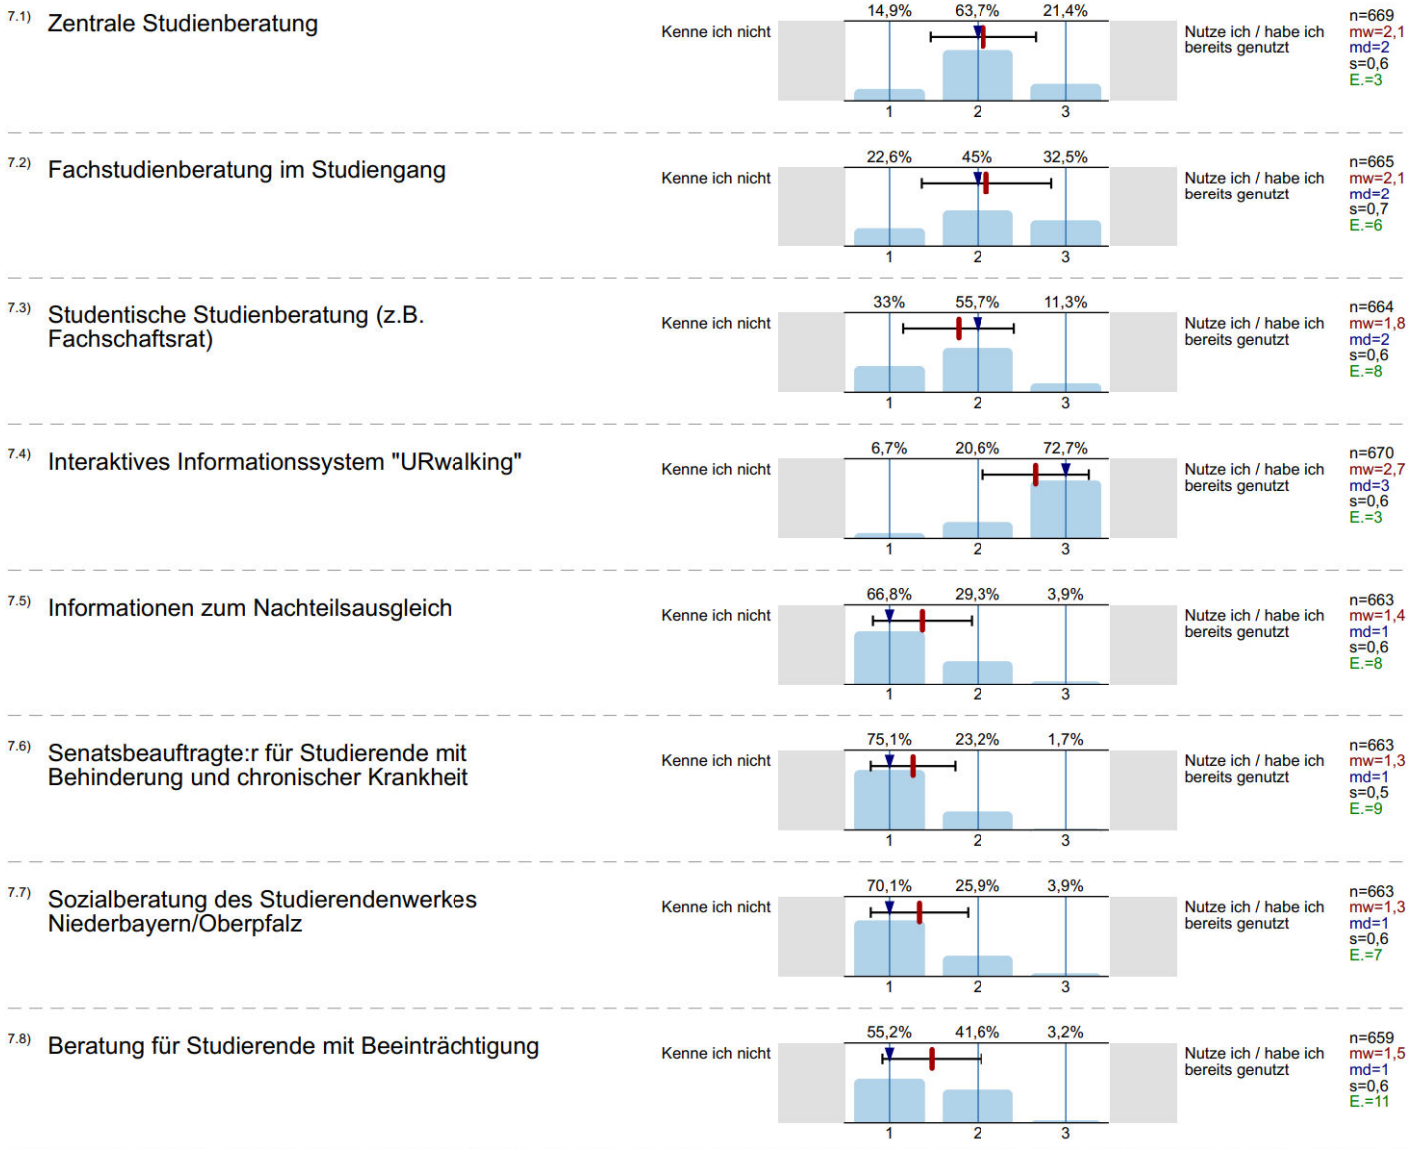 7.1) Zentrale Studienberatung
Kenne ich nicht
14,9% 63,7% 21,4%
1 2 3
Nutze ich / habe ich
bereits genutzt
n=669
mw=2,1
md=2
s=0,6
E.=3
7.2) Fachstudienberatung im Studiengang
Kenne ich nicht
22,6% 45% 32,5%
1 2 3
Nutze ich / habe ich
bereits genutzt
n=665
mw=2,1
md=2
s=0,7
E.=6
7.3) Studentische Studienberatung (z.B.
Fachschaftsrat)
Kenne ich nicht
33% 55,7% 11,3%
1 2 3
Nutze ich / habe ich
bereits genutzt
n=664
mw=1,8
md=2
s=0,6
E.=8
7.4) Interaktives Informationssystem "URwalking"
Kenne ich nicht
6,7% 20,6% 72,7%
1 2 3
Nutze ich / habe ich
bereits genutzt
n=670
mw=2,7
md=3
s=0,6
E.=3
7.5) Informationen zum Nachteilsausgleich
Kenne ich nicht
66,8% 29,3% 3,9%
1 2 3
Nutze ich / habe ich
bereits genutzt
n=663
mw=1,4
md=1
s=0,6
E.=8
7.6) Senatsbeauftragte:r für Studierende mit
Behinderung und chronischer Krankheit
Kenne ich nicht
75,1% 23,2% 1,7%
1 2 3
Nutze ich / habe ich
bereits genutzt
n=663
mw=1,3
md=1
s=0,5
E.=9
7.7) Sozialberatung des Studierendenwerkes
Niederbayern/Oberpfalz
Kenne ich nicht
70,1% 25,9% 3,9%
1 2 3
Nutze ich / habe ich
bereits genutzt
n=663
mw=1,3
md=1
s=0,6
E.=7
7.8) Beratung für Studierende mit Beeinträchtigung
Kenne ich nicht
55,2% 41,6% 3,2%
1 2 3
Nutze ich / habe ich
bereits genutzt
n=659
mw=1,5
md=1
s=0,6
E.=11